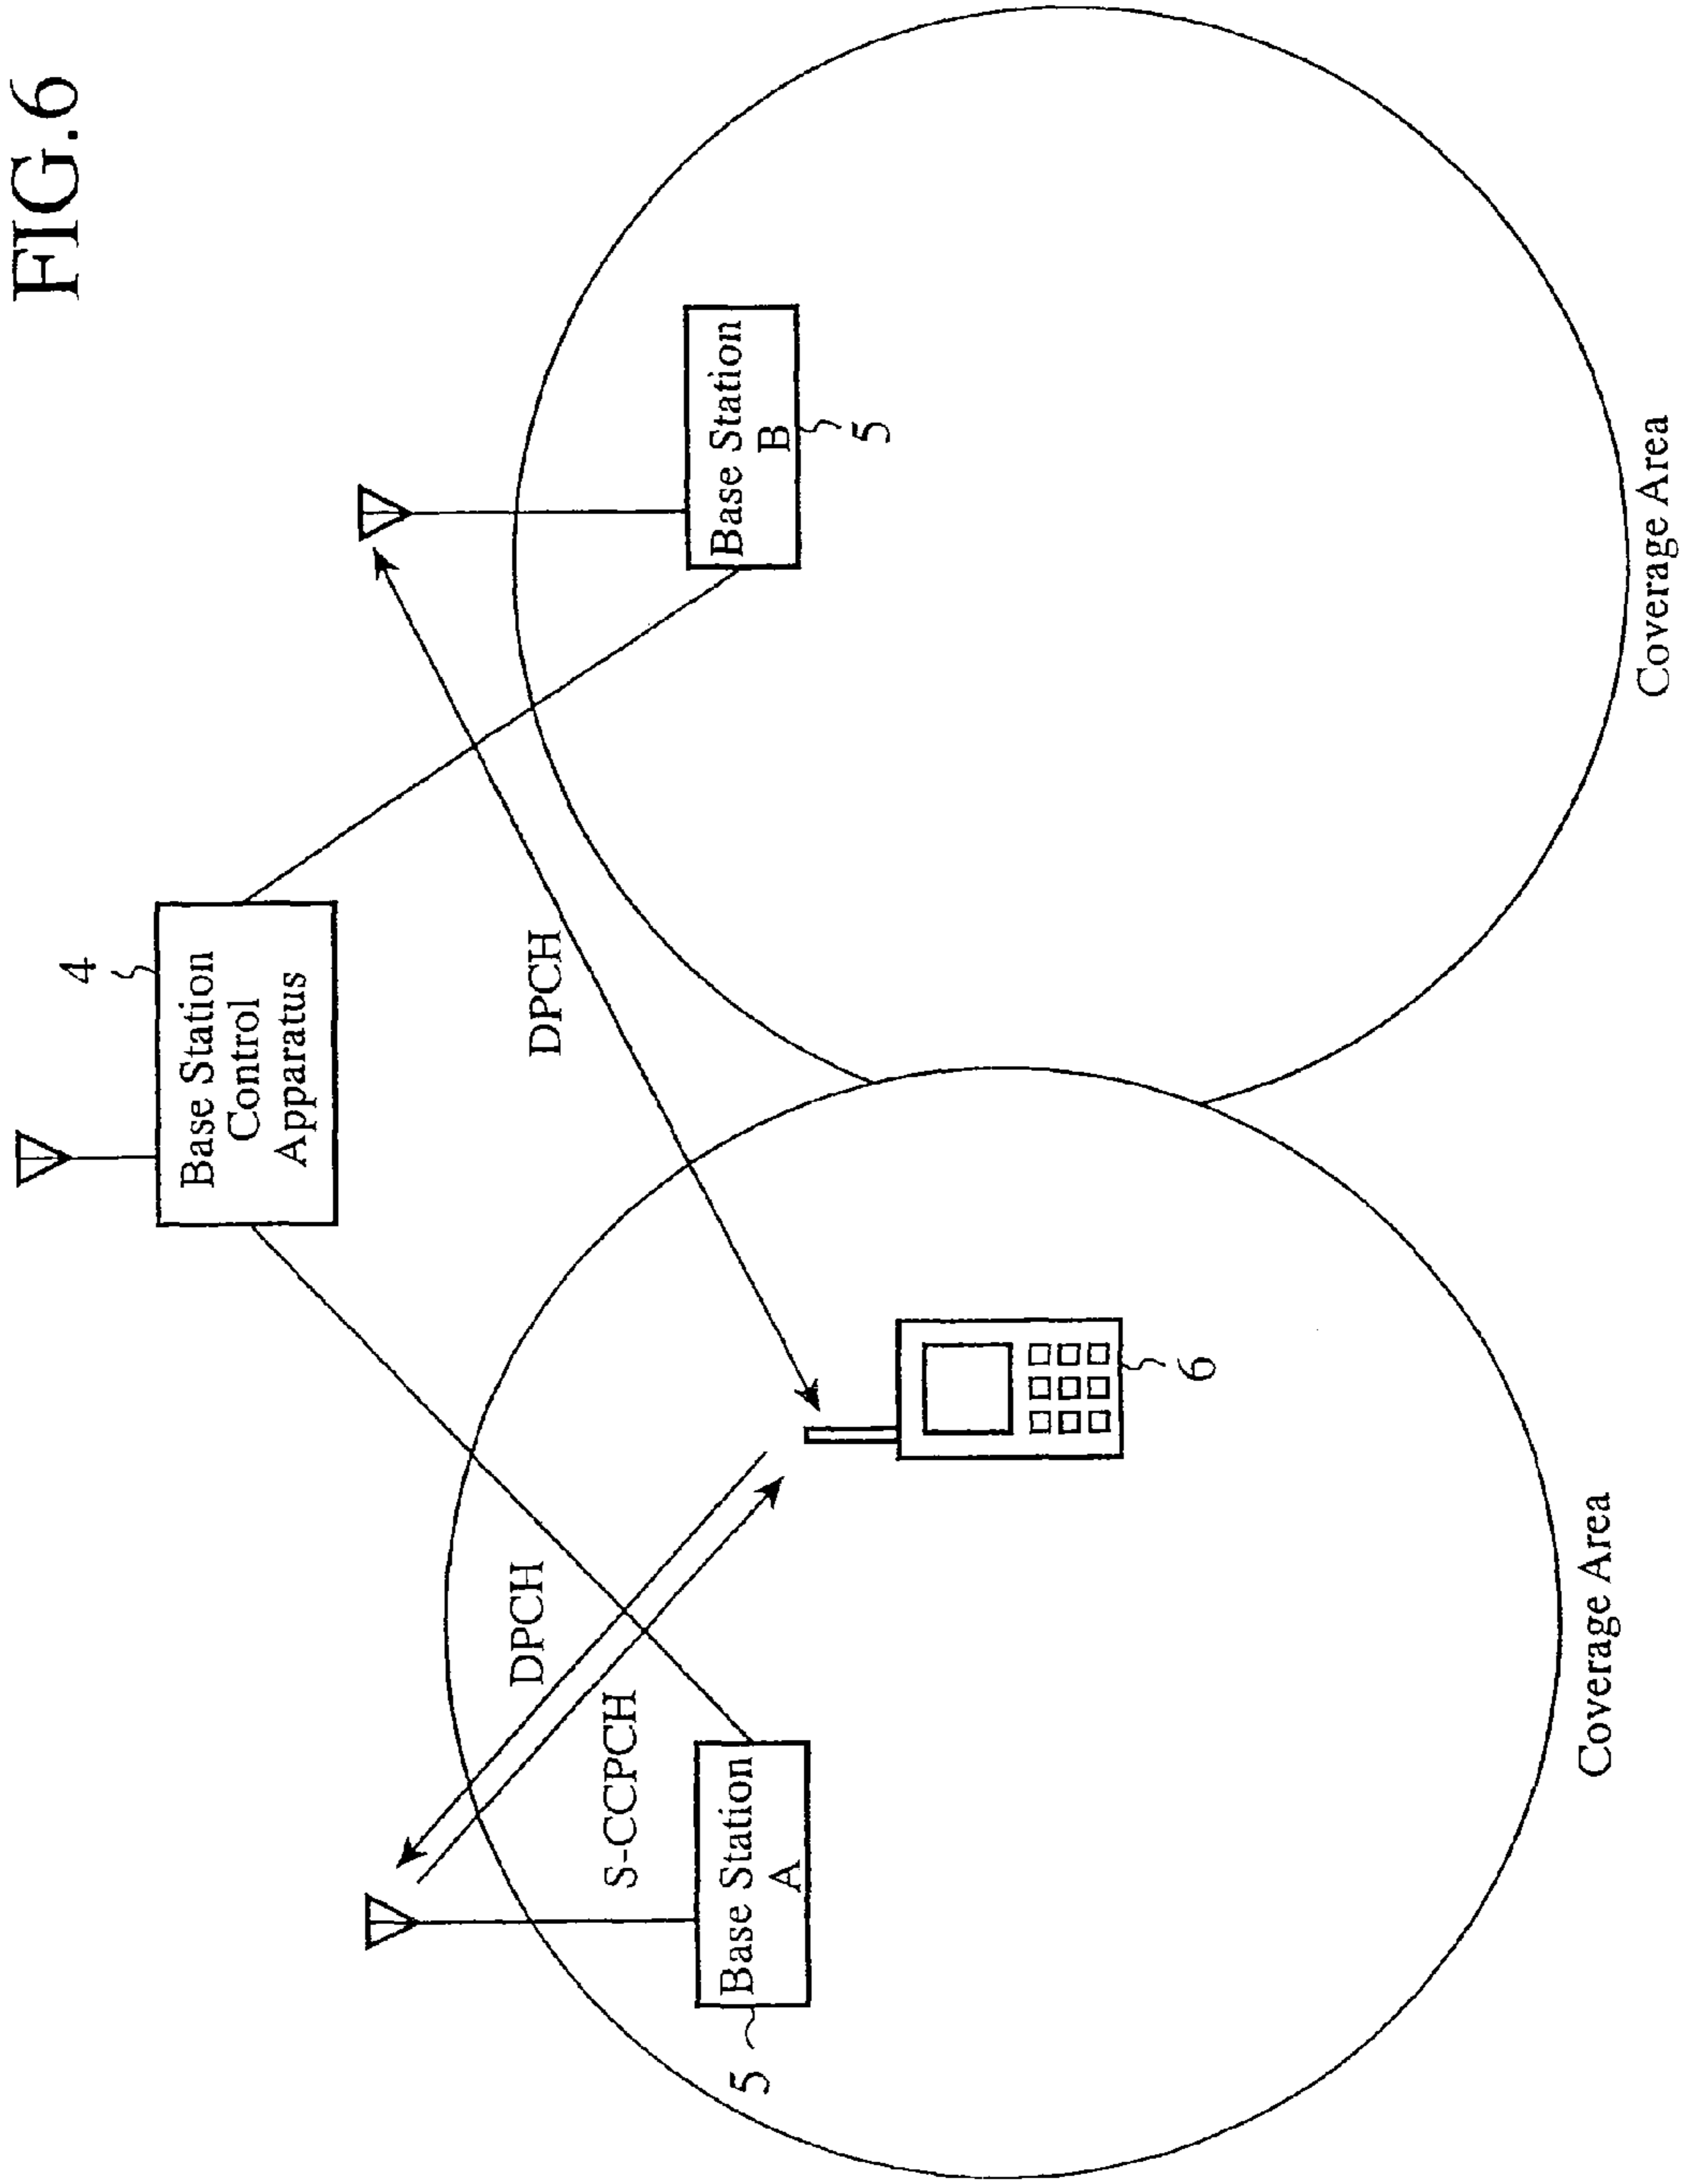 FIG.6
4
Base Station
Control
Apparatus
DPCH
DPCH
S-CCPCH
5
Base Station
A
Base Station
B
5
6
Coverage Area
Coverage Area